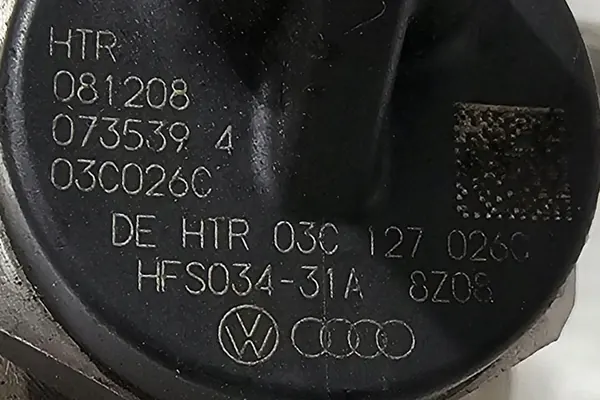 HTR
081208
073539 4
03C026C
DE HTR 03C 127 026C
HFS034-31A 8Z08